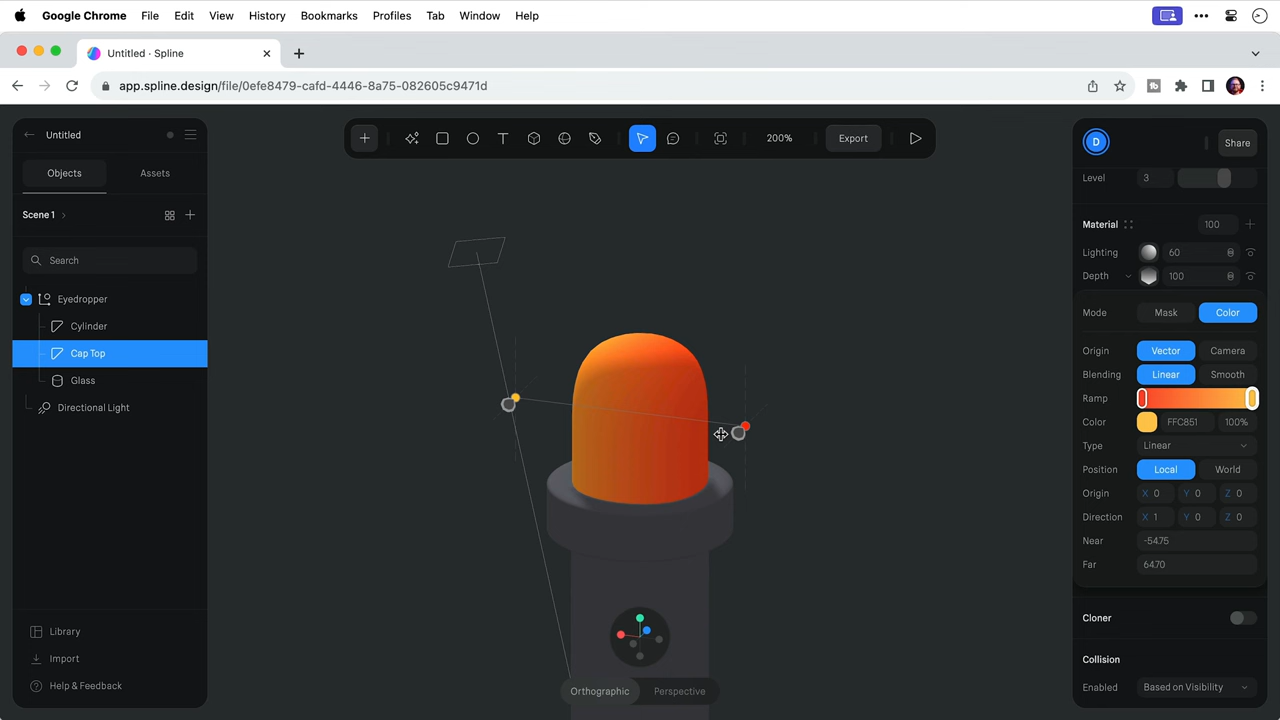 Google Chrome File Edit View History Bookmarks Profiles Tab Window Help
Untitled · Spline
app.spline.design/file/0efe8479-cafd-4446-8a75-082605c9471d
Untitled
Objects Assets
Scene 1
Search
Eyedropper
Cylinder
Cap Top
Glass
Directional Light
Library
Import
Help & Feedback
200%
Export
Orthographic Perspective
D Share
Level 3
Material 100
Lighting 60
Depth 100
Mode Mask Color
Origin Vector Camera
Blending Linear Smooth
Ramp
Color FFC851 100%
Type Linear
Position Local World
Origin X 0 Y 0 Z 0
Direction X 1 Y 0 Z 0
Near -54.75
Far 64.70
Cloner
Collision
Enabled Based on Visibility